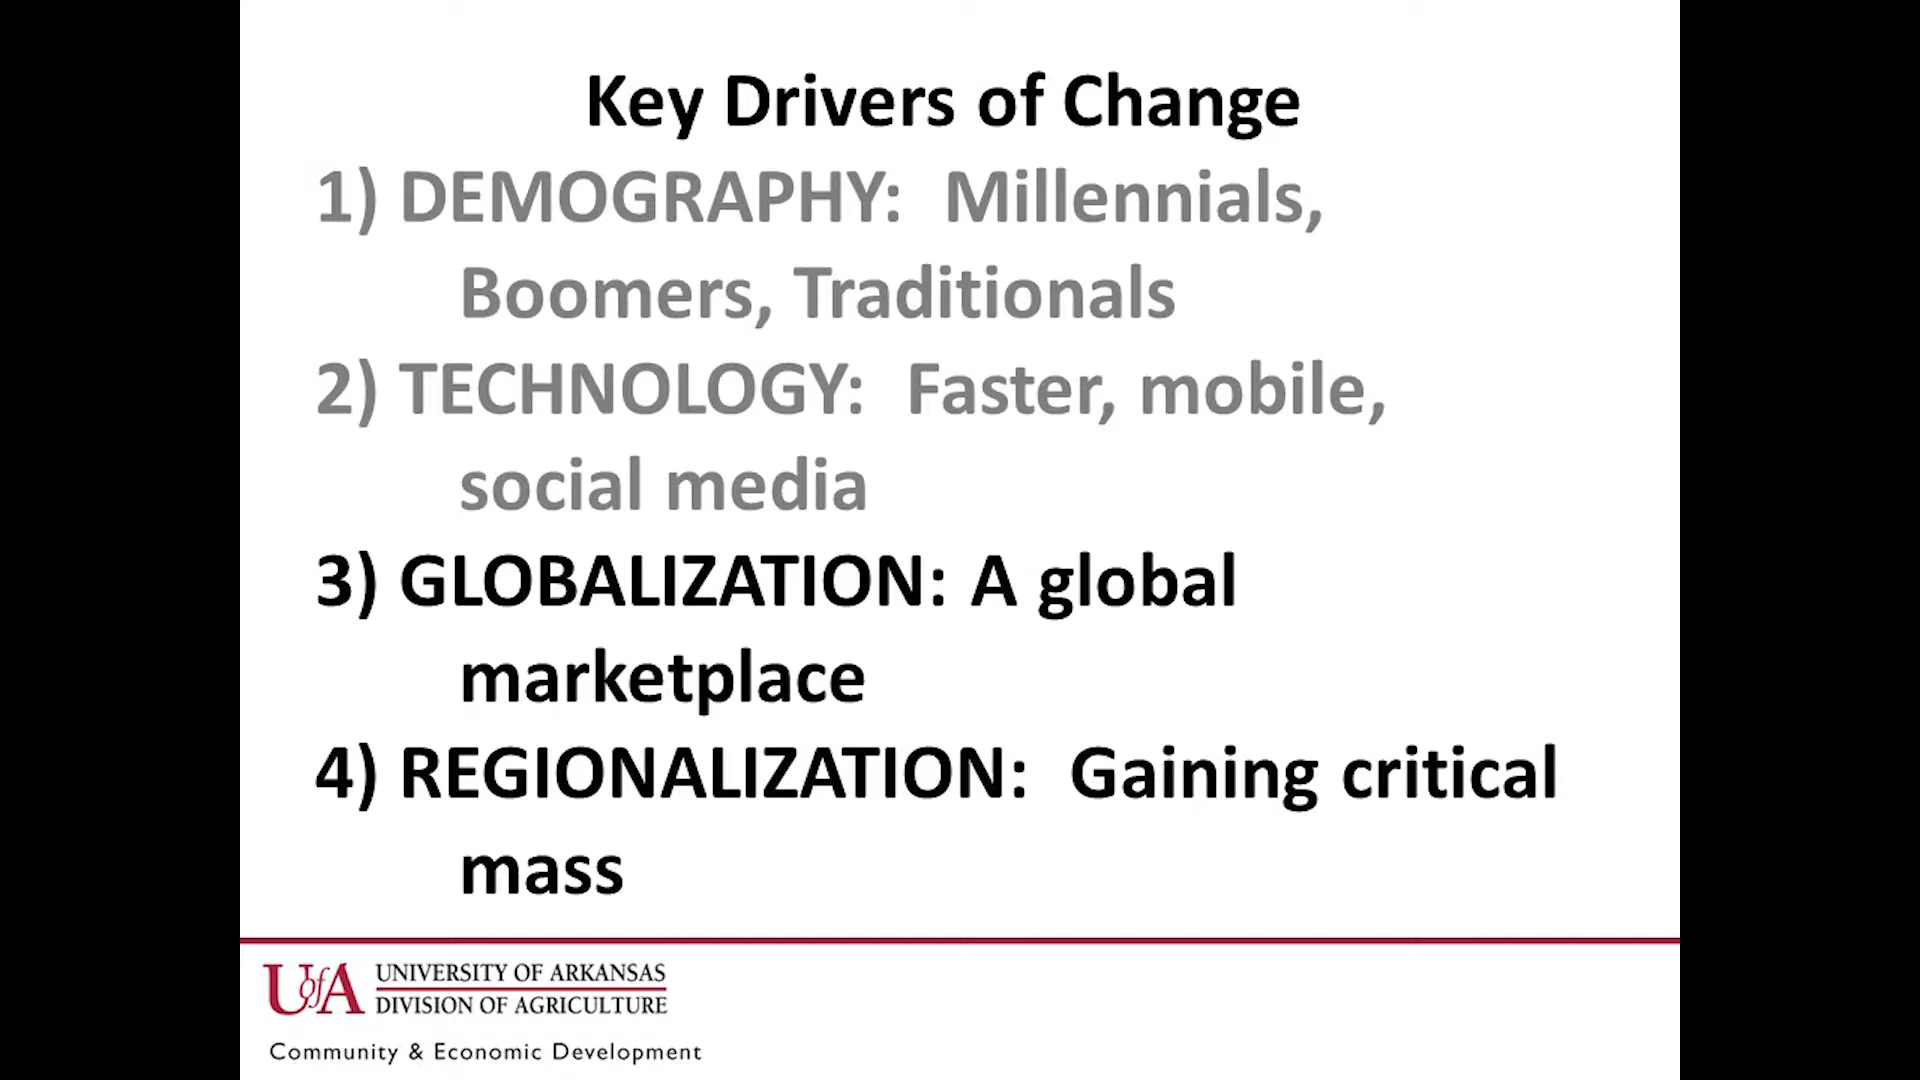 Key Drivers of Change
1) DEMOGRAPHY: Millennials,
Boomers, Traditionals
2) TECHNOLOGY: Faster, mobile,
social media
3) GLOBALIZATION: A global
marketplace
4) REGIONALIZATION: Gaining critical
mass
UofA UNIVERSITY OF ARKANSAS
DIVISION OF AGRICULTURE
Community & Economic Development